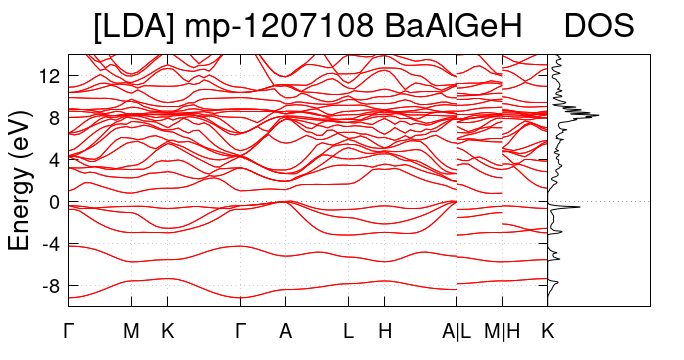 [LDA] mp-1207108 BaAlGeH DOS
Energy (eV)
12
8
4
0
-4
-8
Γ M K Γ A L H A|L M|H K